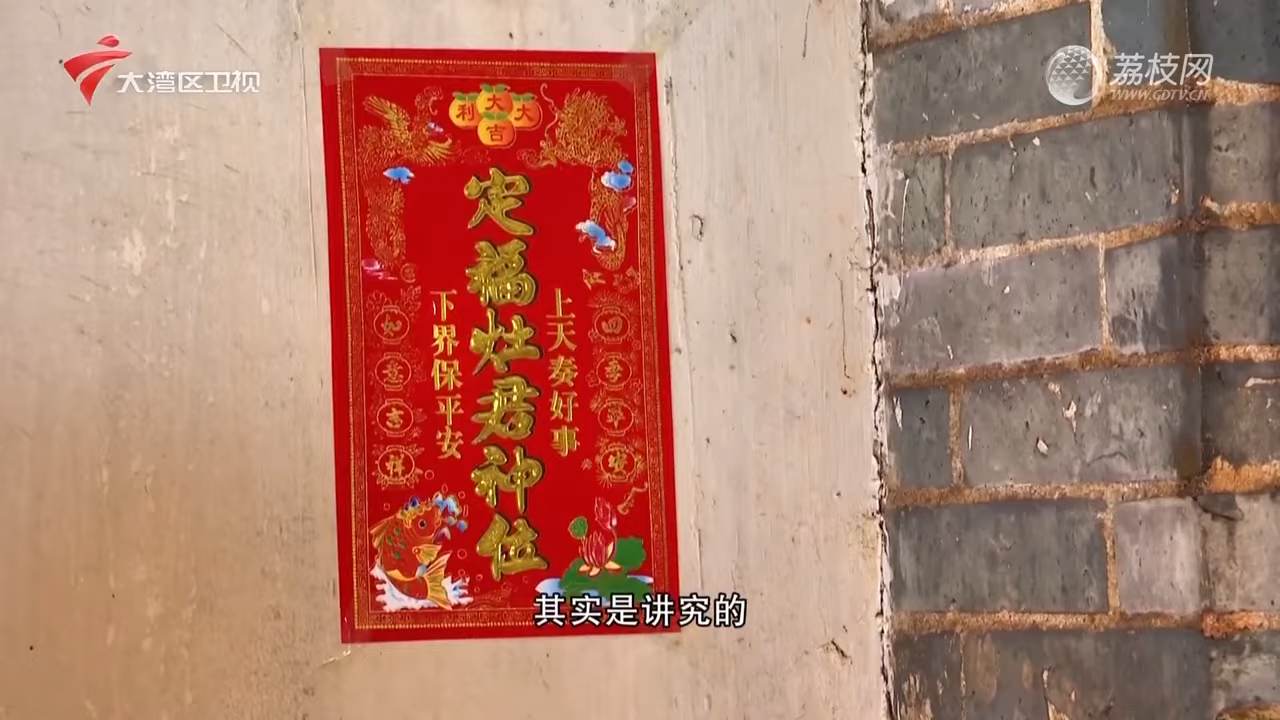 大湾区卫视
荔枝网
WWW.GDTV.CN
大
利 大
吉
定福灶君神位
上天奏好事
下界保平安
四季平安
如意吉祥
其实是讲究的